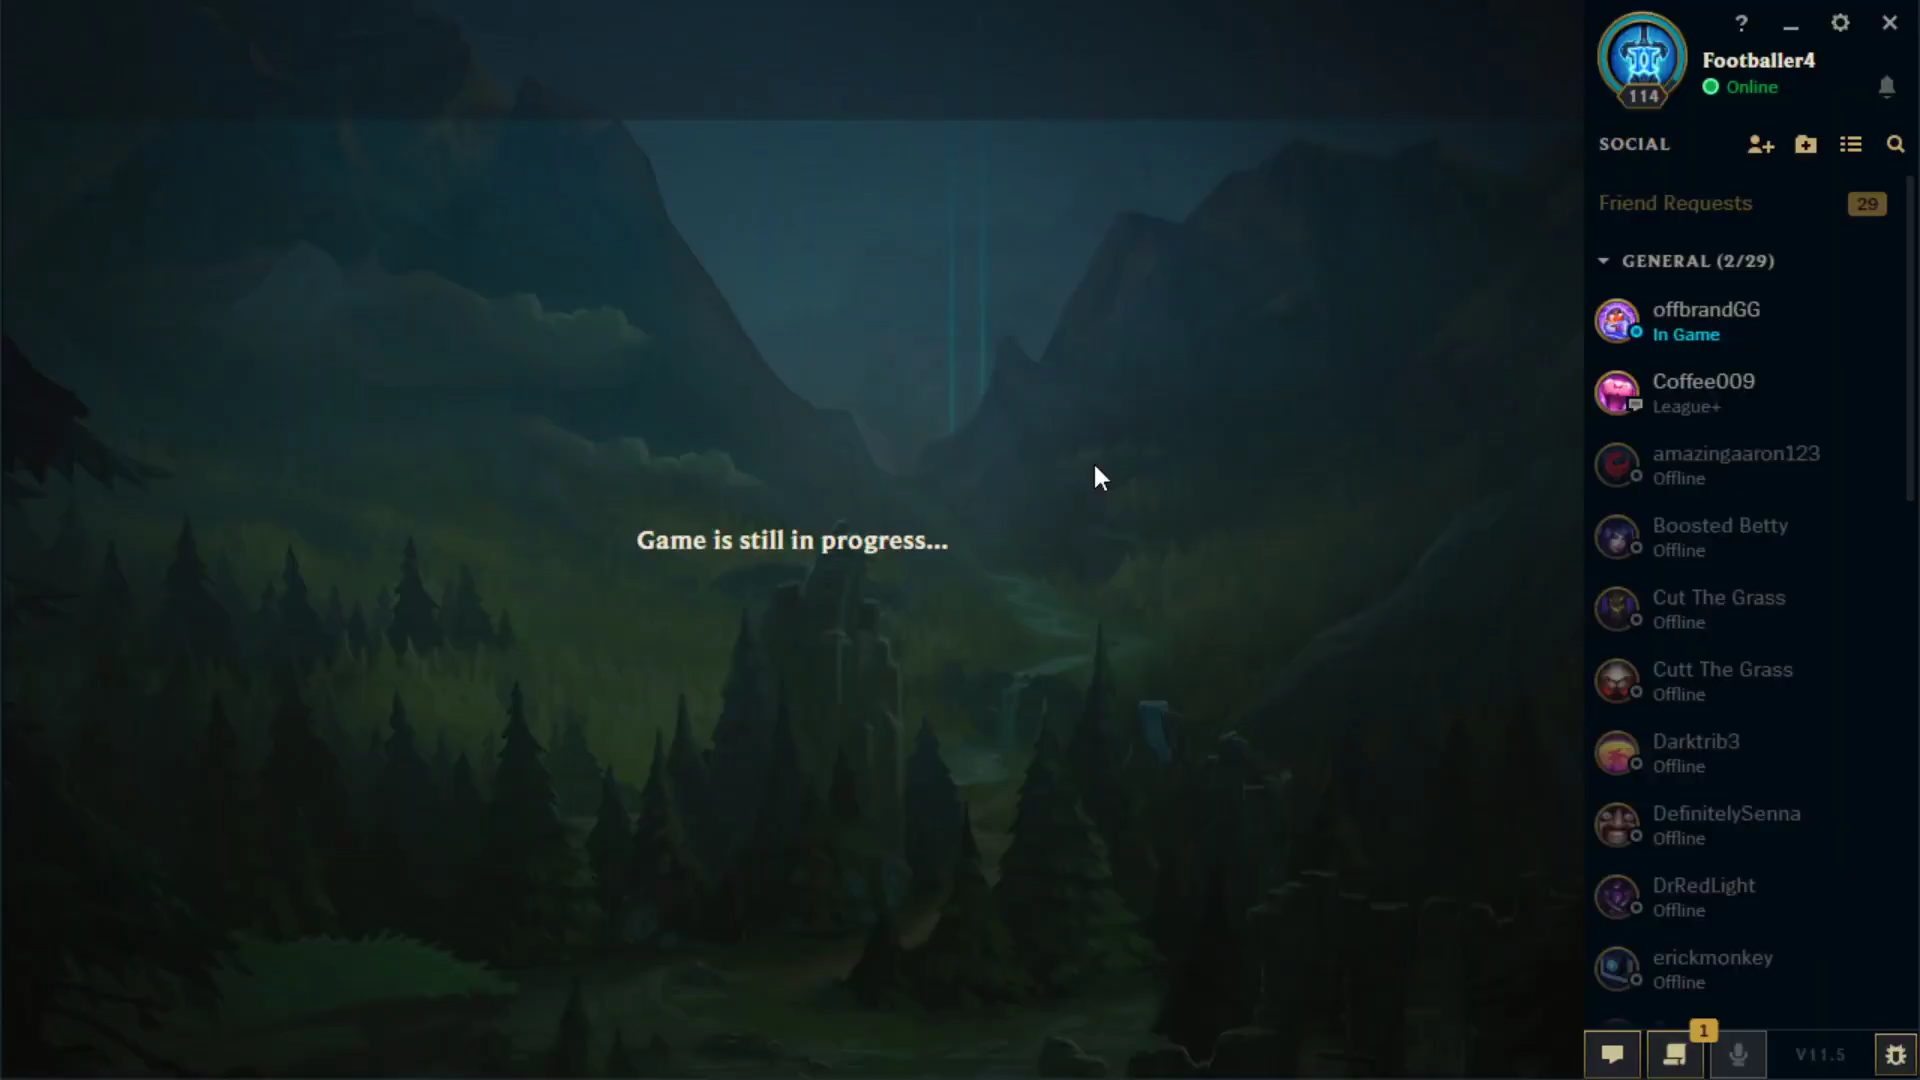 ?
Footballer4
114
Online
SOCIAL
Friend Requests
29
GENERAL (2/29)
offbrandGG
In Game
Coffee009
League+
amazingaaron123
Offline
Boosted Betty
Offline
Cut The Grass
Offline
Cutt The Grass
Offline
Darktrib3
Offline
DefinitelySenna
Offline
DrRedLight
Offline
erickmonkey
Offline
1
V11.5
Game is still in progress...